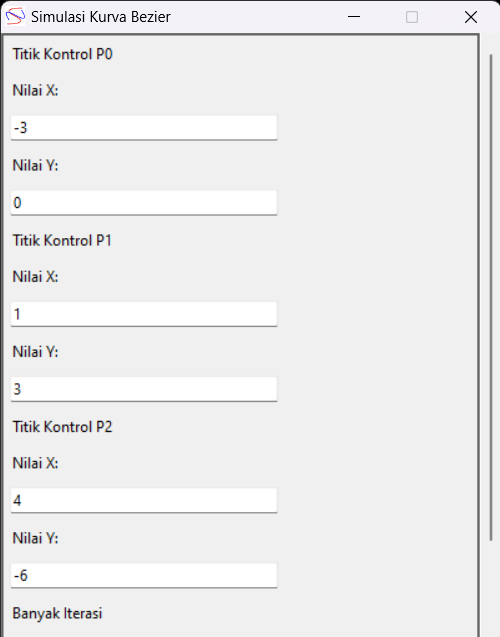 Simulasi Kurva Bezier
Titik Kontrol P0
Nilai X:
-3
Nilai Y:
0
Titik Kontrol P1
Nilai X:
1
Nilai Y:
3
Titik Kontrol P2
Nilai X:
4
Nilai Y:
-6
Banyak Iterasi